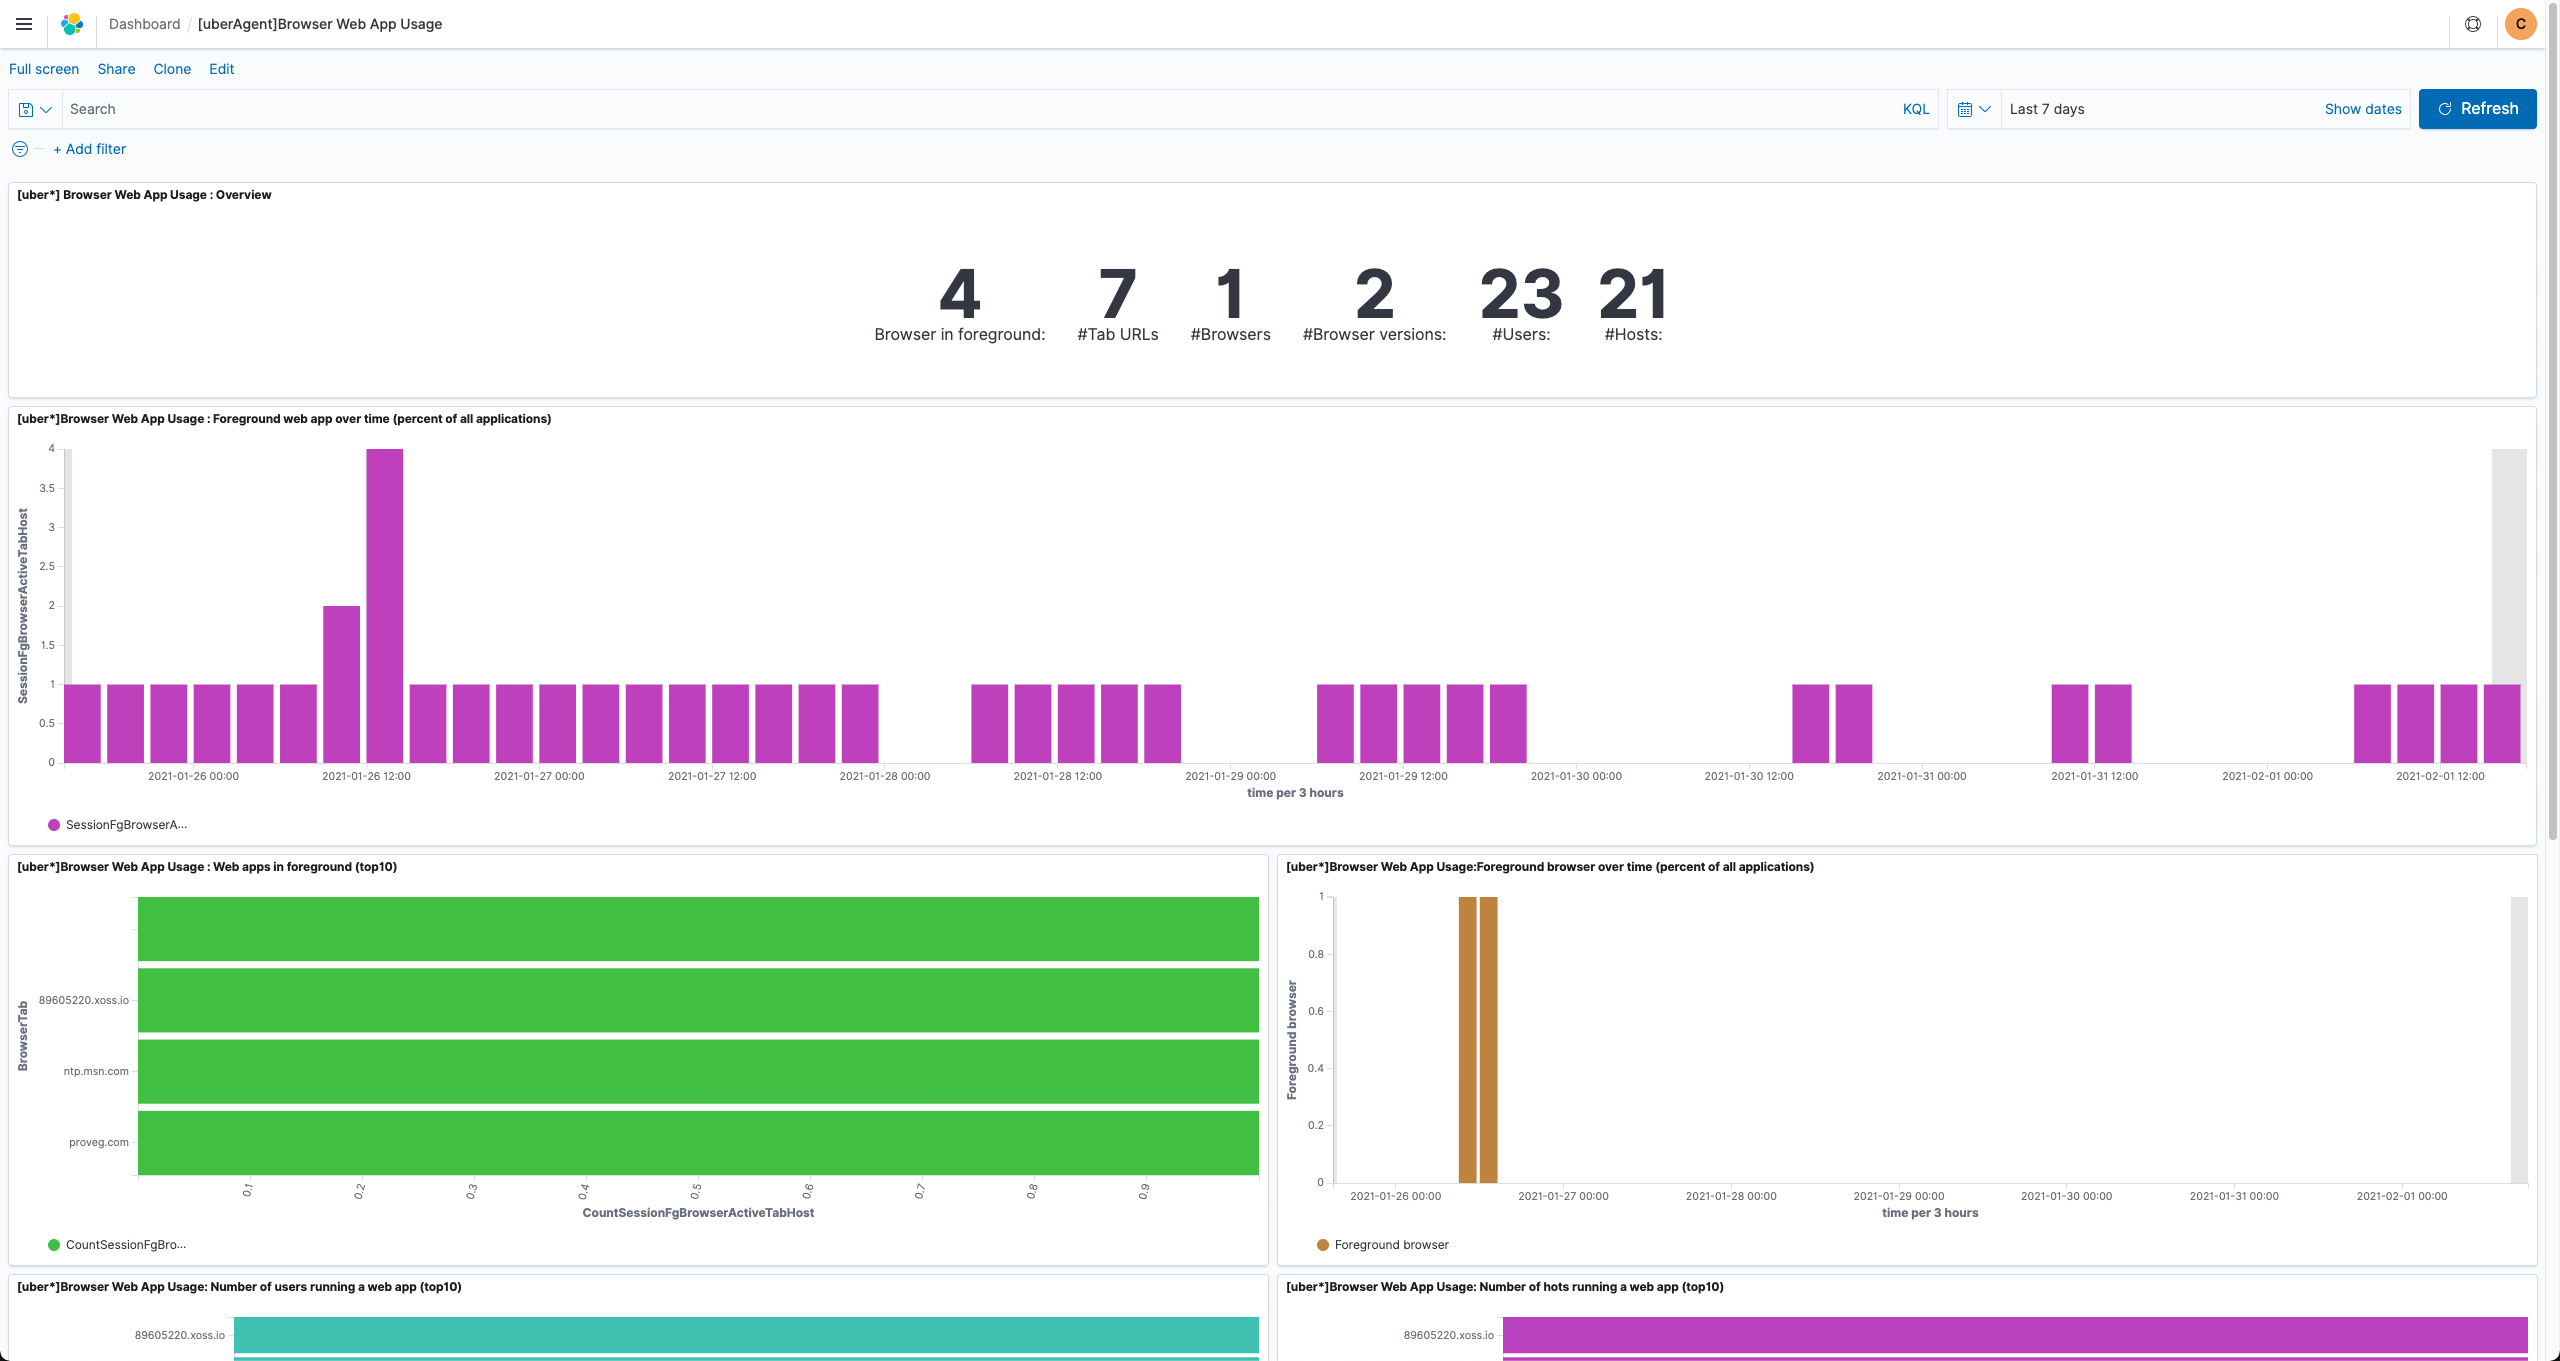 Dashboard / [uberAgent]Browser Web App Usage
C
Full screen Share Clone Edit
Search KQL Last 7 days Show dates Refresh
+ Add filter
[uber*] Browser Web App Usage : Overview
4 7 1 2 23 21
Browser in foreground: #Tab URLs #Browsers #Browser versions: #Users: #Hosts:
[uber*]Browser Web App Usage : Foreground web app over time (percent of all applications)
SessionFgBrowserActiveTabHost
4
3.5
3
2.5
2
1.5
1
0.5
0
2021-01-26 00:00 2021-01-26 12:00 2021-01-27 00:00 2021-01-27 12:00 2021-01-28 00:00 2021-01-28 12:00 2021-01-29 00:00 2021-01-29 12:00 2021-01-30 00:00 2021-01-30 12:00 2021-01-31 00:00 2021-01-31 12:00 2021-02-01 00:00 2021-02-01 12:00
time per 3 hours
SessionFgBrowserA...
[uber*]Browser Web App Usage : Web apps in foreground (top10)
BrowserTab
89605220.xoss.io
ntp.msn.com
proveg.com
0.1 0.2 0.3 0.4 0.5 0.6 0.7 0.8 0.9
CountSessionFgBrowserActiveTabHost
CountSessionFgBro...
[uber*]Browser Web App Usage:Foreground browser over time (percent of all applications)
Foreground browser
1
0.8
0.6
0.4
0.2
0
2021-01-26 00:00 2021-01-27 00:00 2021-01-28 00:00 2021-01-29 00:00 2021-01-30 00:00 2021-01-31 00:00 2021-02-01 00:00
time per 3 hours
Foreground browser
[uber*]Browser Web App Usage: Number of users running a web app (top10)
89605220.xoss.io
[uber*]Browser Web App Usage: Number of hots running a web app (top10)
89605220.xoss.io